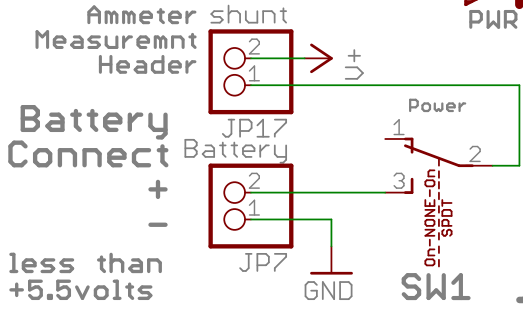 Ammeter shunt
Measuremnt
Header
2
1
+
U
JP17
PWR
Battery
Connect
+
-
Battery
2
1
JP7
less than
+5.5volts
GND
Power
1
2
3
On-NONE-On
SPDT
SW1